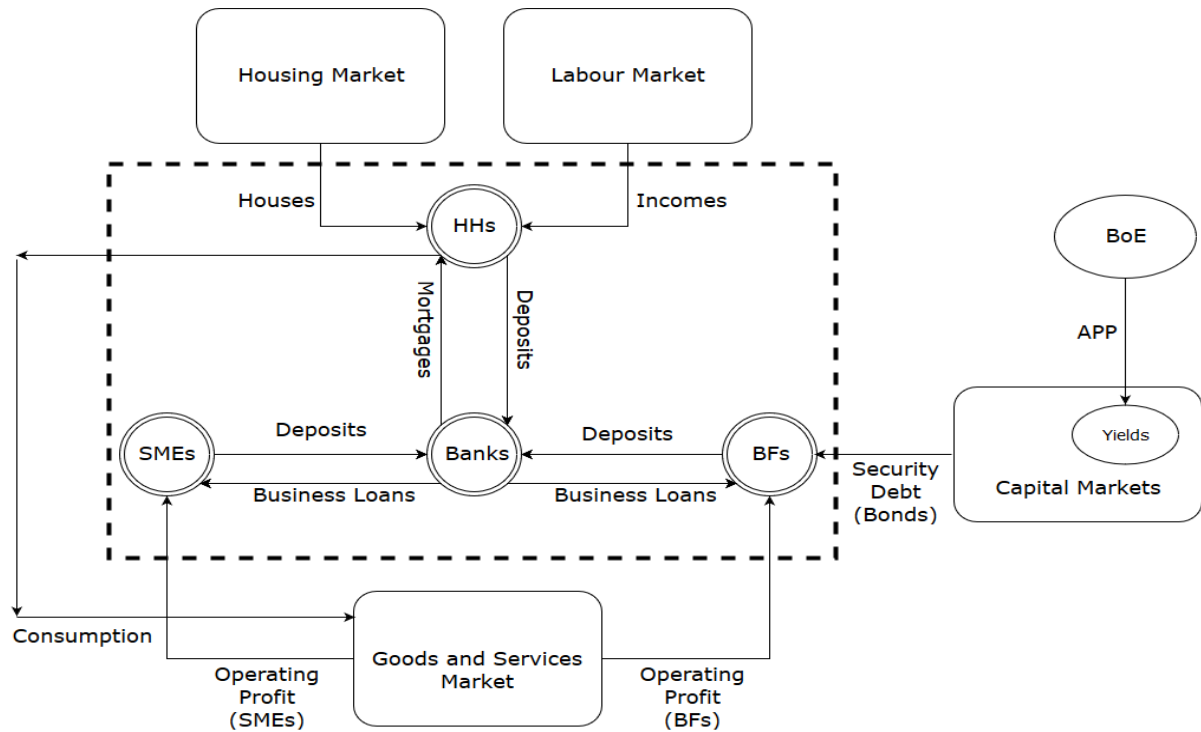 Housing Market
Labour Market
Houses
Incomes
HHs
BoE
Mortgages
Deposits
APP
Deposits
Deposits
SMEs
Banks
BFs
Yields
Business Loans
Business Loans
Security
Debt
(Bonds)
Capital Markets
Consumption
Goods and Services
Market
Operating
Profit
(SMEs)
Operating
Profit
(BFs)